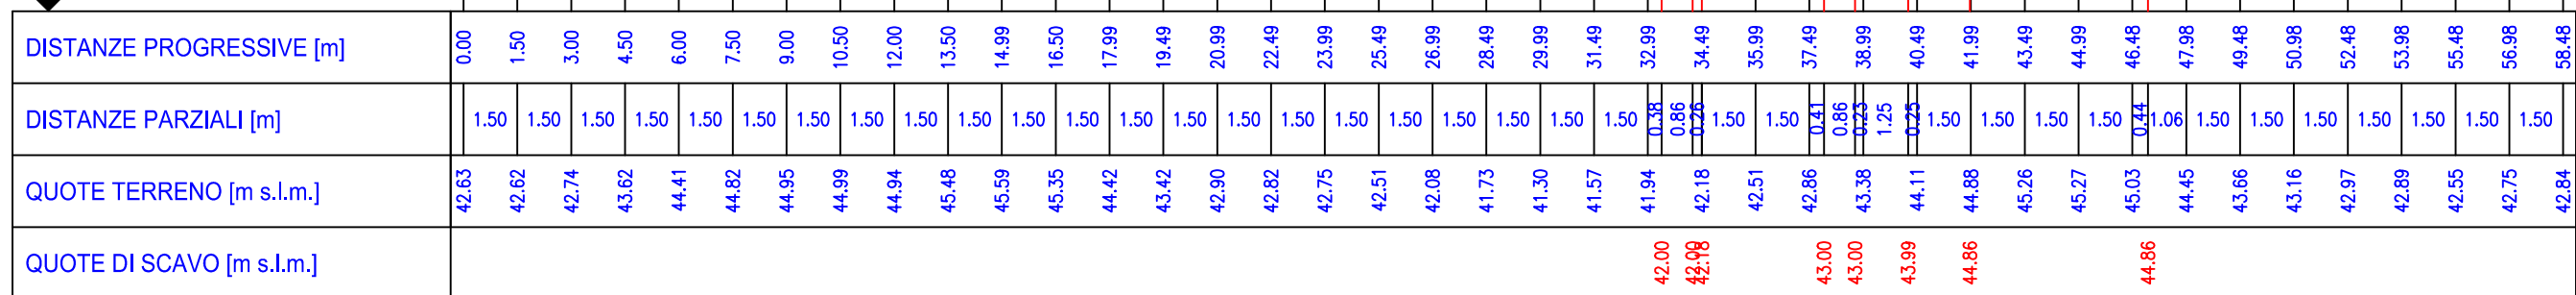 DISTANZE PROGRESSIVE [m] 0.00 1.50 3.00 4.50 6.00 7.50 9.00 10.50 12.00 13.50 14.99 16.50 17.99 19.49 20.99 22.49 23.99 25.49 26.99 28.49 29.99 31.49 32.99 34.49 35.99 37.49 38.99 40.49 41.99 43.49 44.99 46.48 47.98 49.48 50.98 52.48 53.98 55.48 56.98 58.48
DISTANZE PARZIALI [m] 1.50 1.50 1.50 1.50 1.50 1.50 1.50 1.50 1.50 1.50 1.50 1.50 1.50 1.50 1.50 1.50 1.50 1.50 1.50 1.50 1.50 1.50 0.38 0.86 0.26 1.50 1.50 0.41 0.86 0.23 1.25 0.25 1.50 1.50 1.50 1.50 0.44 1.06 1.50 1.50 1.50 1.50 1.50 1.50 1.50
QUOTE TERRENO [m s.l.m.] 42.63 42.62 42.74 43.62 44.41 44.82 44.95 44.99 44.94 45.48 45.59 45.35 44.42 43.42 42.90 42.82 42.75 42.51 42.08 41.73 41.30 41.57 41.94 42.18 42.51 42.86 43.38 44.11 44.88 45.26 45.27 45.03 44.45 43.66 43.16 42.97 42.89 42.55 42.75 42.84
QUOTE DI SCAVO [m s.l.m.] 42.00 42.00 42.18 43.00 43.00 43.99 44.86 44.86